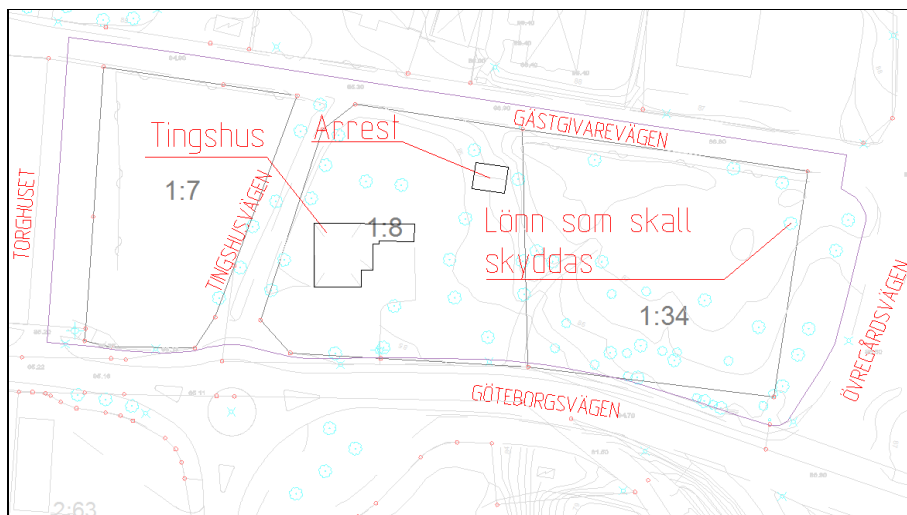 GÄSTGIVAREVÄGEN
Tingshus
Arrest
1:7
1:8
TORGHUSET
TINGSHUSVÄGEN
Lönn som skall
skyddas
1:34
ÖVREGÅRDSVÄGEN
GÖTEBORGSVÄGEN
2:63